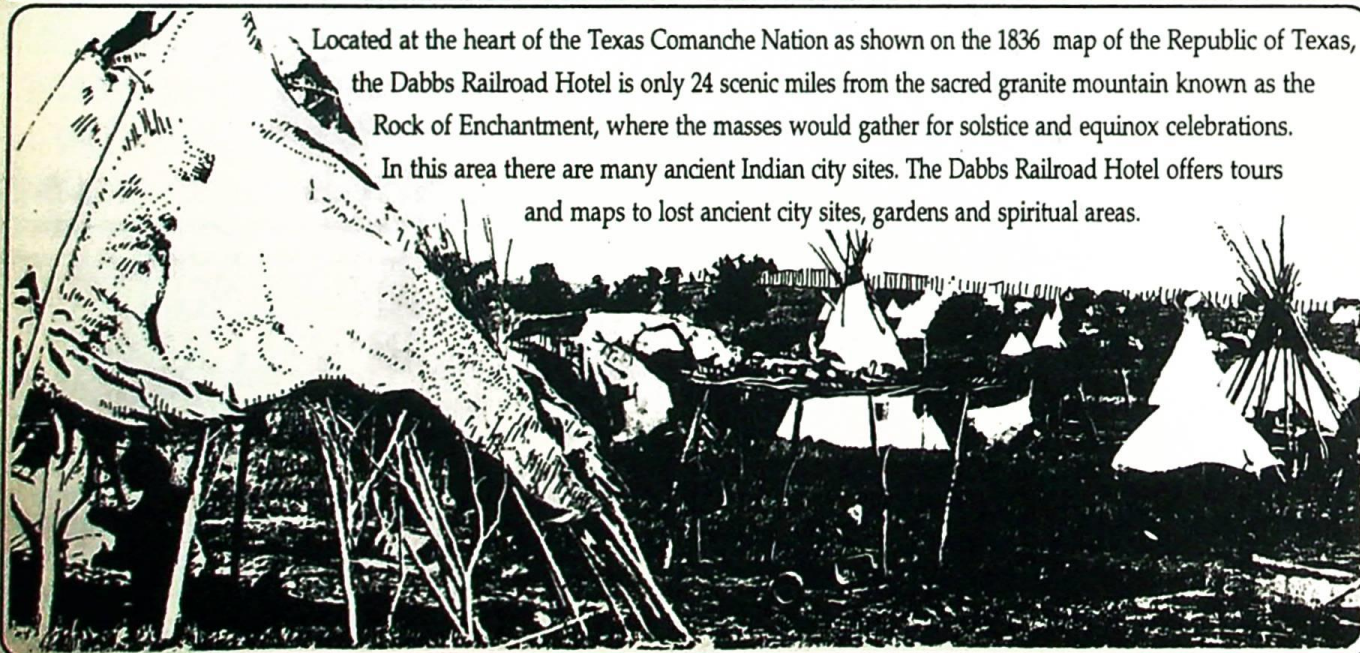 Located at the heart of the Texas Comanche Nation as shown on the 1836 map of the Republic of Texas,
the Dabbs Railroad Hotel is only 24 scenic miles from the sacred granite mountain known as the
Rock of Enchantment, where the masses would gather for solstice and equinox celebrations.
In this area there are many ancient Indian city sites. The Dabbs Railroad Hotel offers tours
and maps to lost ancient city sites, gardens and spiritual areas.